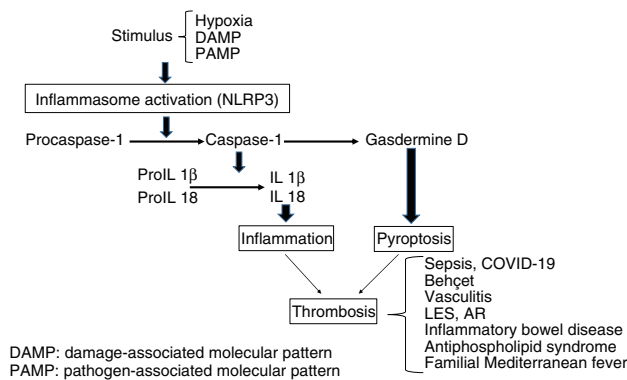 Stimulus
Hypoxia
DAMP
PAMP
Inflammasome activation (NLRP3)
Procaspase-1
Caspase-1
Gasdermine D
ProIL 1β
ProIL 18
IL 1β
IL 18
Inflammation
Pyroptosis
Thrombosis
Sepsis, COVID-19
Behçet
Vasculitis
LES, AR
Inflammatory bowel disease
Antiphospholipid syndrome
Familial Mediterranean fever
DAMP: damage-associated molecular pattern
PAMP: pathogen-associated molecular pattern